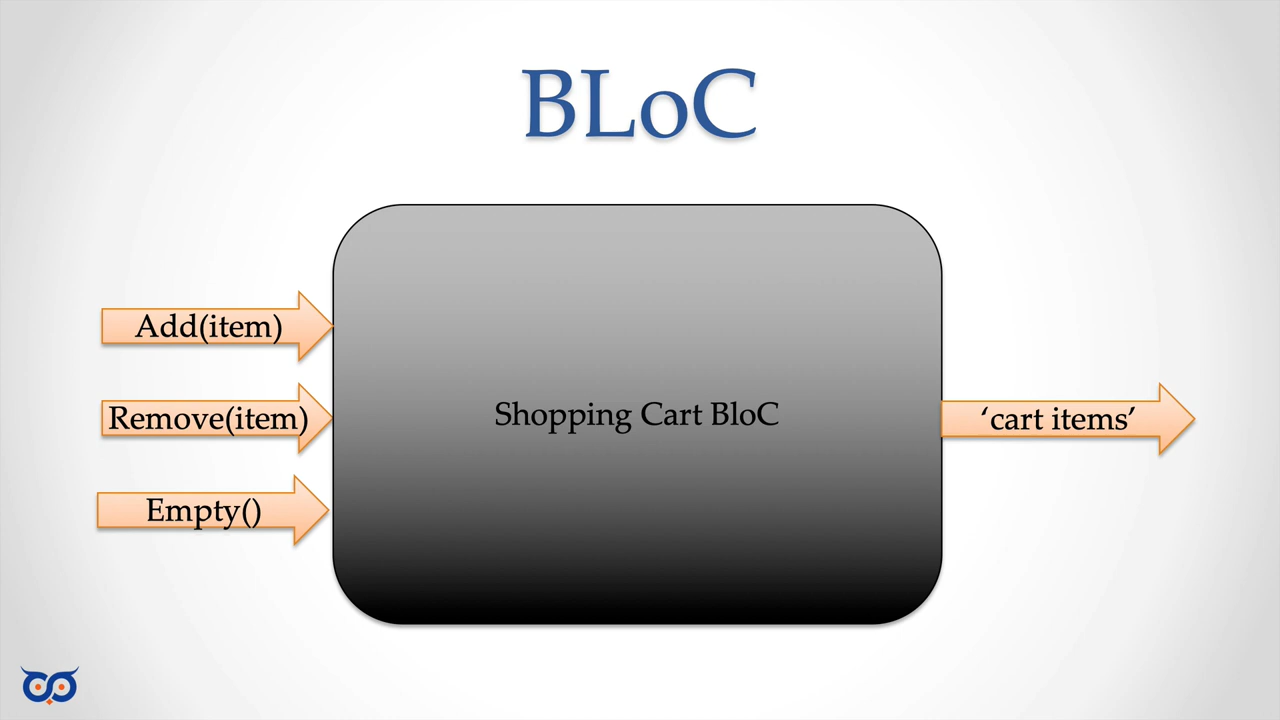 BLoC
Add(item)
Remove(item)
Empty()
Shopping Cart BloC
‘cart items’